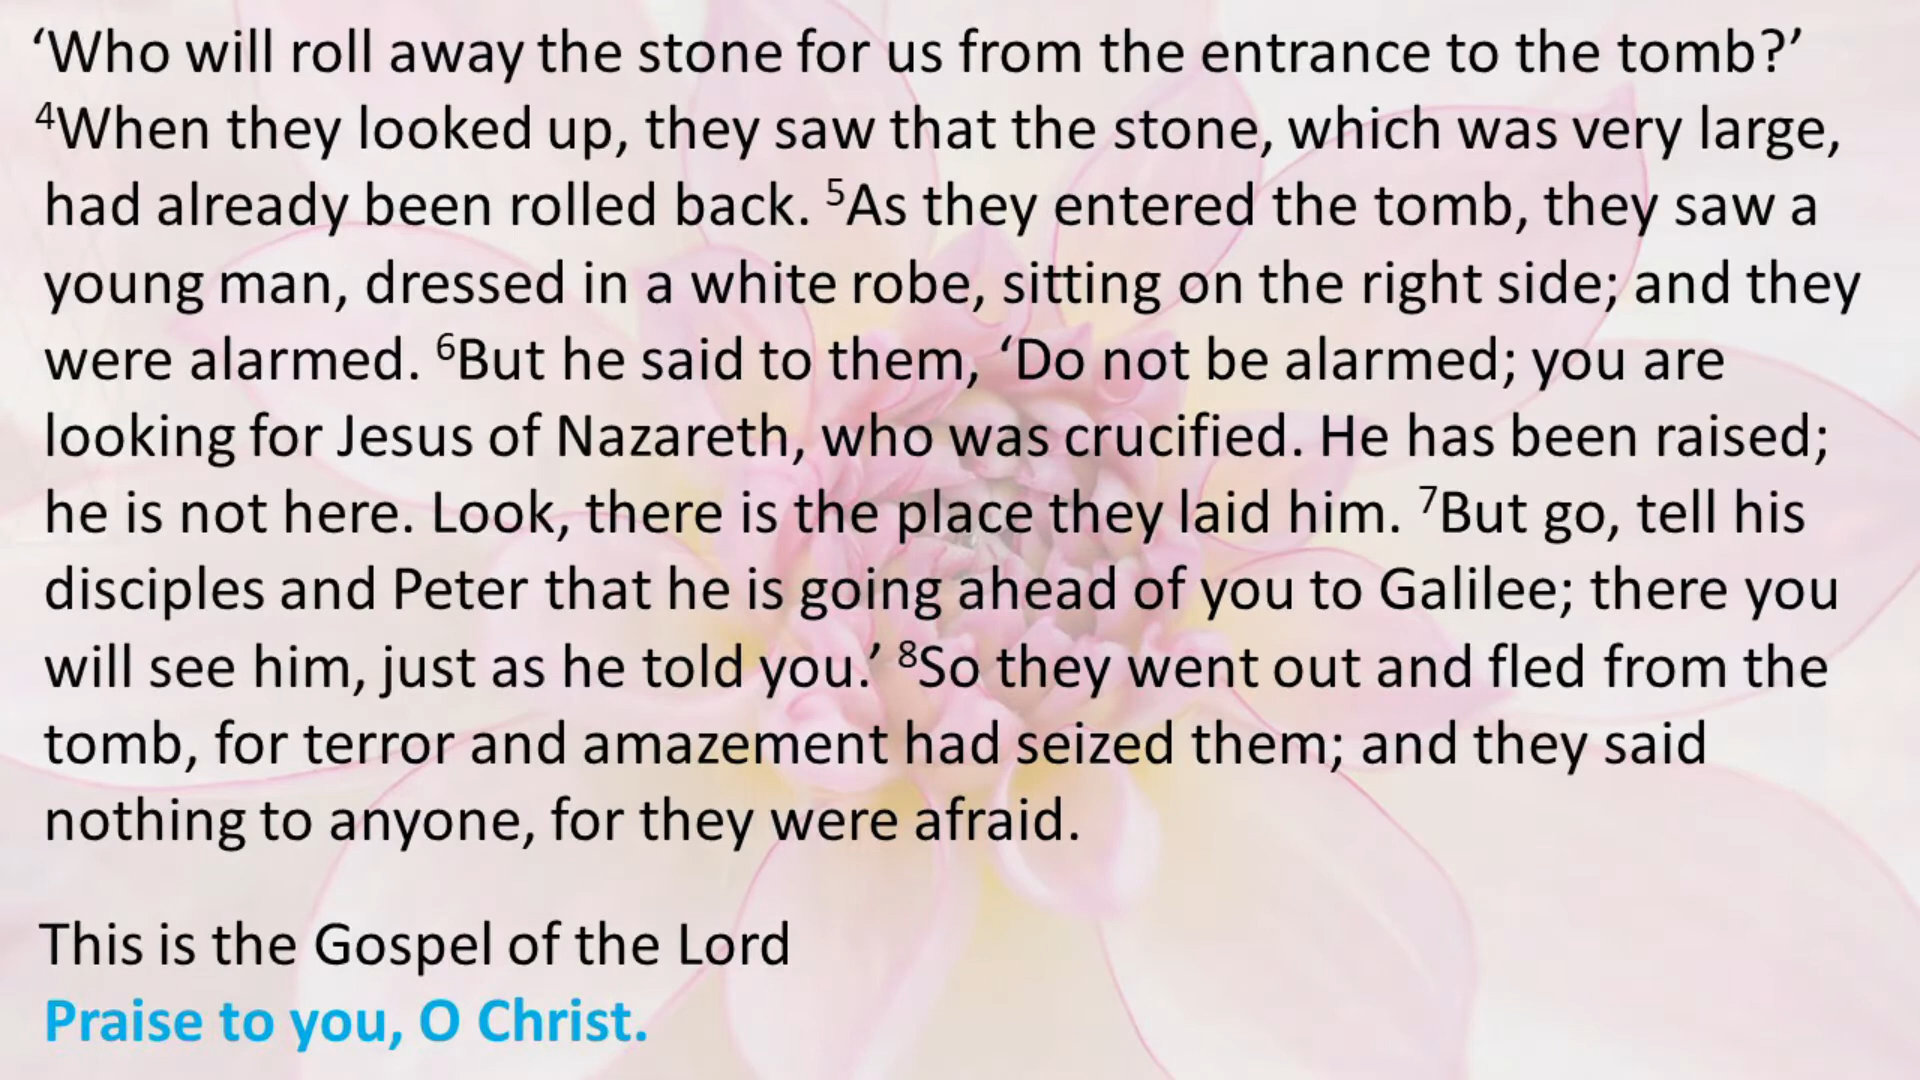 ‘Who will roll away the stone for us from the entrance to the tomb?’
⁴When they looked up, they saw that the stone, which was very large,
had already been rolled back. ⁵As they entered the tomb, they saw a
young man, dressed in a white robe, sitting on the right side; and they
were alarmed. ⁶But he said to them, ‘Do not be alarmed; you are
looking for Jesus of Nazareth, who was crucified. He has been raised;
he is not here. Look, there is the place they laid him. ⁷But go, tell his
disciples and Peter that he is going ahead of you to Galilee; there you
will see him, just as he told you.’ ⁸So they went out and fled from the
tomb, for terror and amazement had seized them; and they said
nothing to anyone, for they were afraid.
This is the Gospel of the Lord
Praise to you, O Christ.